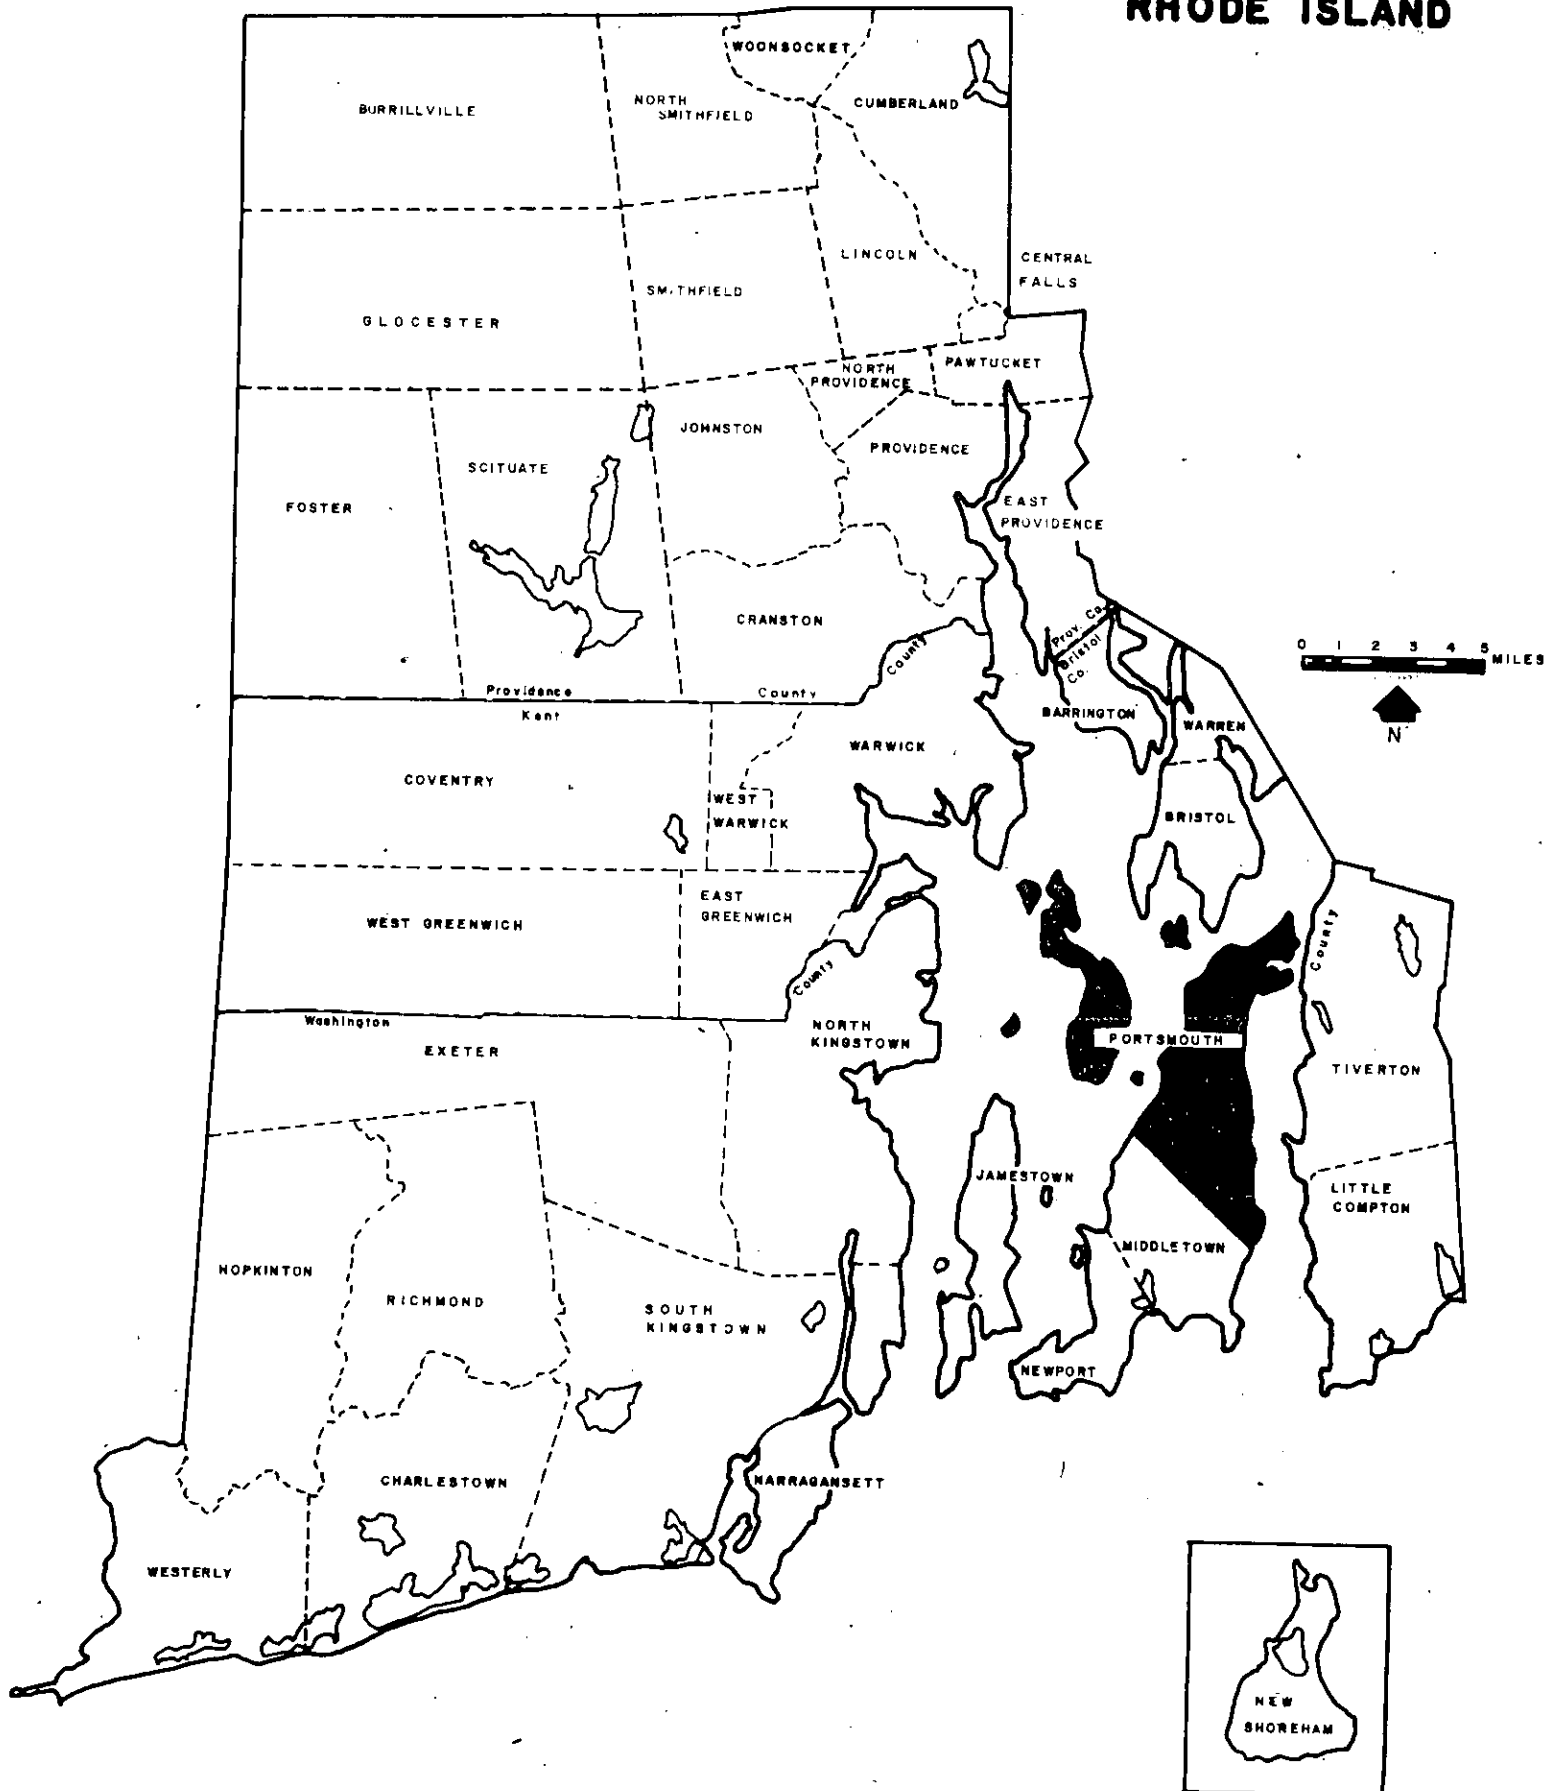 RHODE ISLAND
WOONSOCKET
BURRILLVILLE
NORTH
SMITHFIELD
CUMBERLAND
LINCOLN
CENTRAL
FALLS
SMITHFIELD
GLOCESTER
PAWTUCKET
NORTH
PROVIDENCE
JOHNSTON
PROVIDENCE
SCITUATE
FOSTER
EAST
PROVIDENCE
CRANSTON
Prov. Co.
Bristol
Co.
County
0 1 2 3 4 5 MILES
N
Providence County
Kent
BARRINGTON
WARREN
WARWICK
COVENTRY
WEST
WARWICK
BRISTOL
EAST
GREENWICH
WEST GREENWICH
County
County
Washington
NORTH
KINGSTOWN
EXETER
PORTSMOUTH
TIVERTON
JAMESTOWN
LITTLE
COMPTON
MIDDLETOWN
HOPKINTON
RICHMOND
SOUTH
KINGSTOWN
NEWPORT
CHARLESTOWN
NARRAGANSETT
WESTERLY
NEW
SHOREHAM